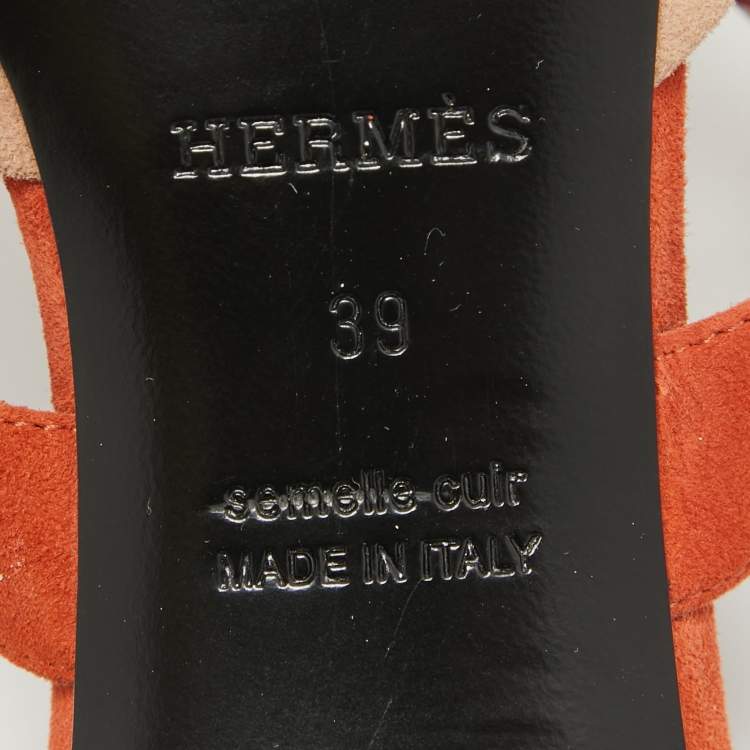 HERMÈS
39
semelle cuir
MADE IN ITALY